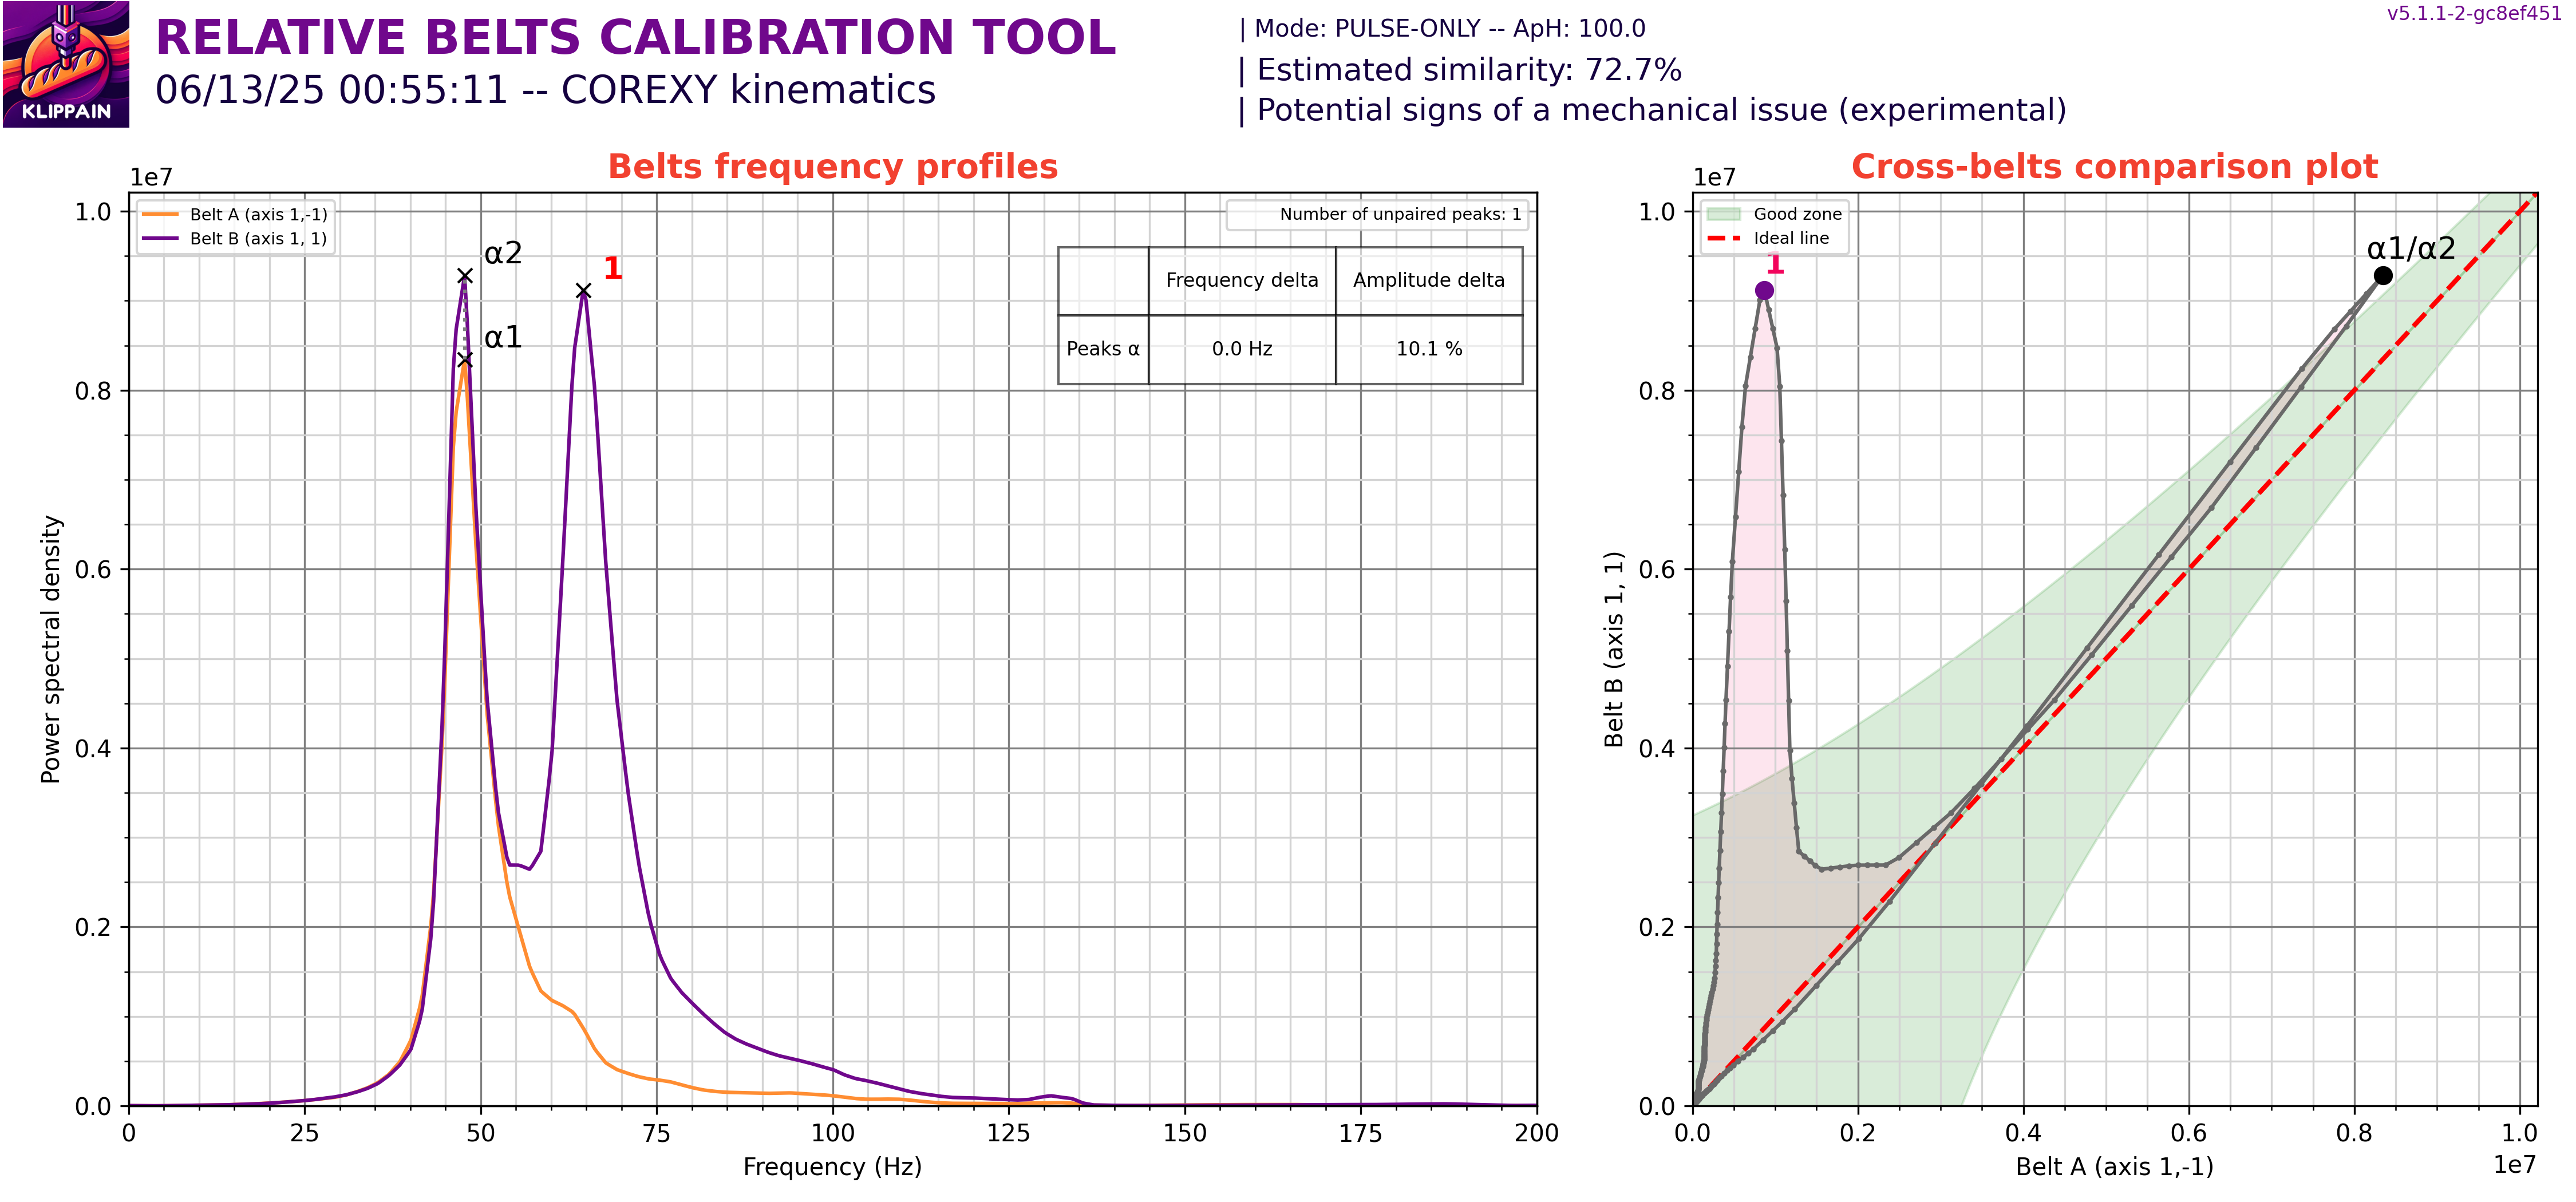 v5.1.1-2-gc8ef451
KLIPPAIN
RELATIVE BELTS CALIBRATION TOOL
06/13/25 00:55:11 -- COREXY kinematics
| Mode: PULSE-ONLY -- ApH: 100.0
| Estimated similarity: 72.7%
| Potential signs of a mechanical issue (experimental)
Belts frequency profiles
1e7
Belt A (axis 1,-1)
Belt B (axis 1, 1)
Number of unpaired peaks: 1
Frequency delta Amplitude delta
Peaks α 0.0 Hz 10.1 %
α2
α1
1
1.0
0.8
0.6
0.4
0.2
0.0
Power spectral density
0 25 50 75 100 125 150 175 200
Frequency (Hz)
Cross-belts comparison plot
1e7
Good zone
Ideal line
1
α1/α2
1.0
0.8
0.6
0.4
0.2
0.0
Belt B (axis 1, 1)
0.0 0.2 0.4 0.6 0.8 1.0
Belt A (axis 1,-1)
1e7